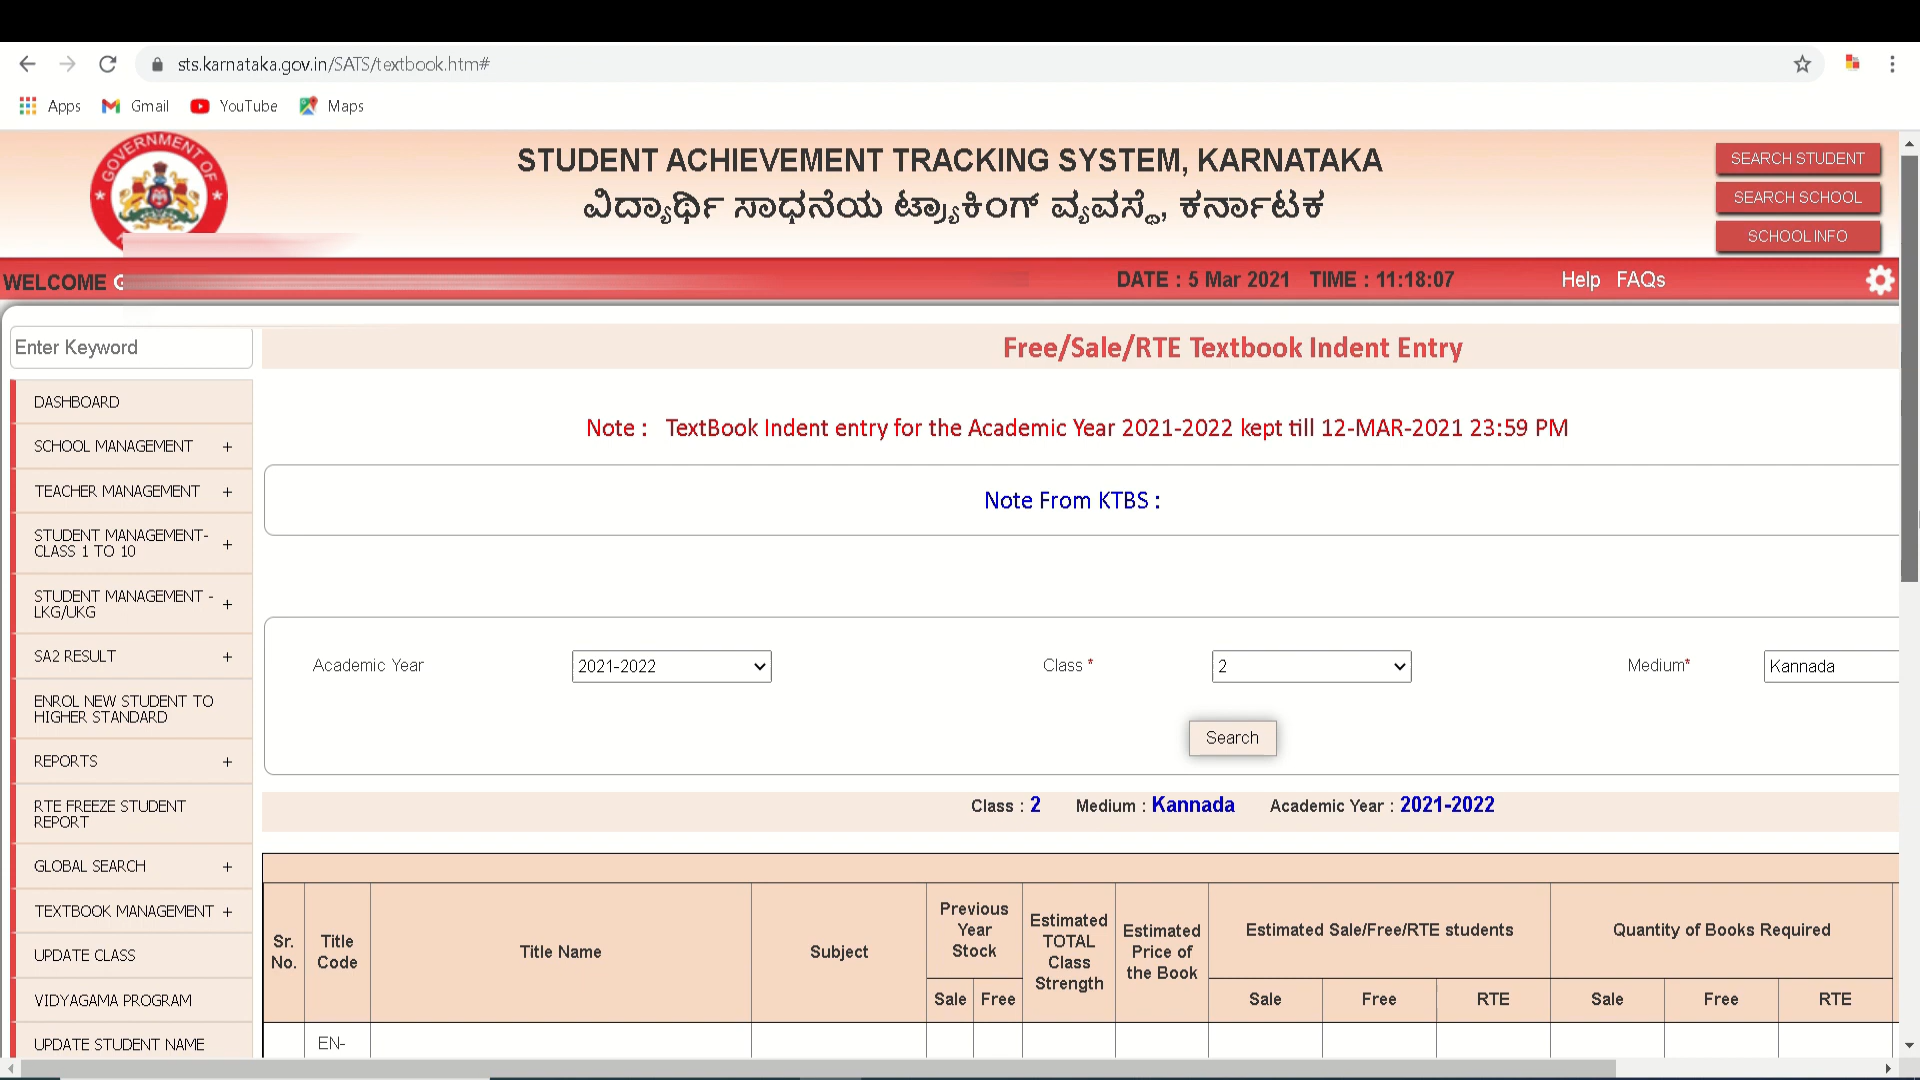 sts.karnataka.gov.in/SATS/textbook.htm#
Apps Gmail YouTube Maps
GOVERNMENT OF
STUDENT ACHIEVEMENT TRACKING SYSTEM, KARNATAKA
ವಿದ್ಯಾರ್ಥಿ ಸಾಧನೆಯ ಟ್ರ್ಯಾಕಿಂಗ್ ವ್ಯವಸ್ಥೆ, ಕರ್ನಾಟಕ
SEARCH STUDENT
SEARCH SCHOOL
SCHOOL INFO
WELCOME
DATE : 5 Mar 2021 TIME : 11:18:07 Help FAQs
Enter Keyword
DASHBOARD
SCHOOL MANAGEMENT +
TEACHER MANAGEMENT +
STUDENT MANAGEMENT-
CLASS 1 TO 10 +
STUDENT MANAGEMENT -
LKG/UKG +
SA2 RESULT +
ENROL NEW STUDENT TO
HIGHER STANDARD
REPORTS +
RTE FREEZE STUDENT
REPORT
GLOBAL SEARCH +
TEXTBOOK MANAGEMENT +
UPDATE CLASS
VIDYAGAMA PROGRAM
UPDATE STUDENT NAME
Free/Sale/RTE Textbook Indent Entry
Note : TextBook Indent entry for the Academic Year 2021-2022 kept till 12-MAR-2021 23:59 PM
Note From KTBS :
Academic Year 2021-2022 Class * 2 Medium* Kannada
Search
Class : 2 Medium : Kannada Academic Year : 2021-2022
Sr. No.
Title Code
Title Name
Subject
Previous Year Stock
Estimated TOTAL Class Strength
Estimated Price of the Book
Estimated Sale/Free/RTE students
Quantity of Books Required
Sale Free Sale Free RTE Sale Free RTE
EN-